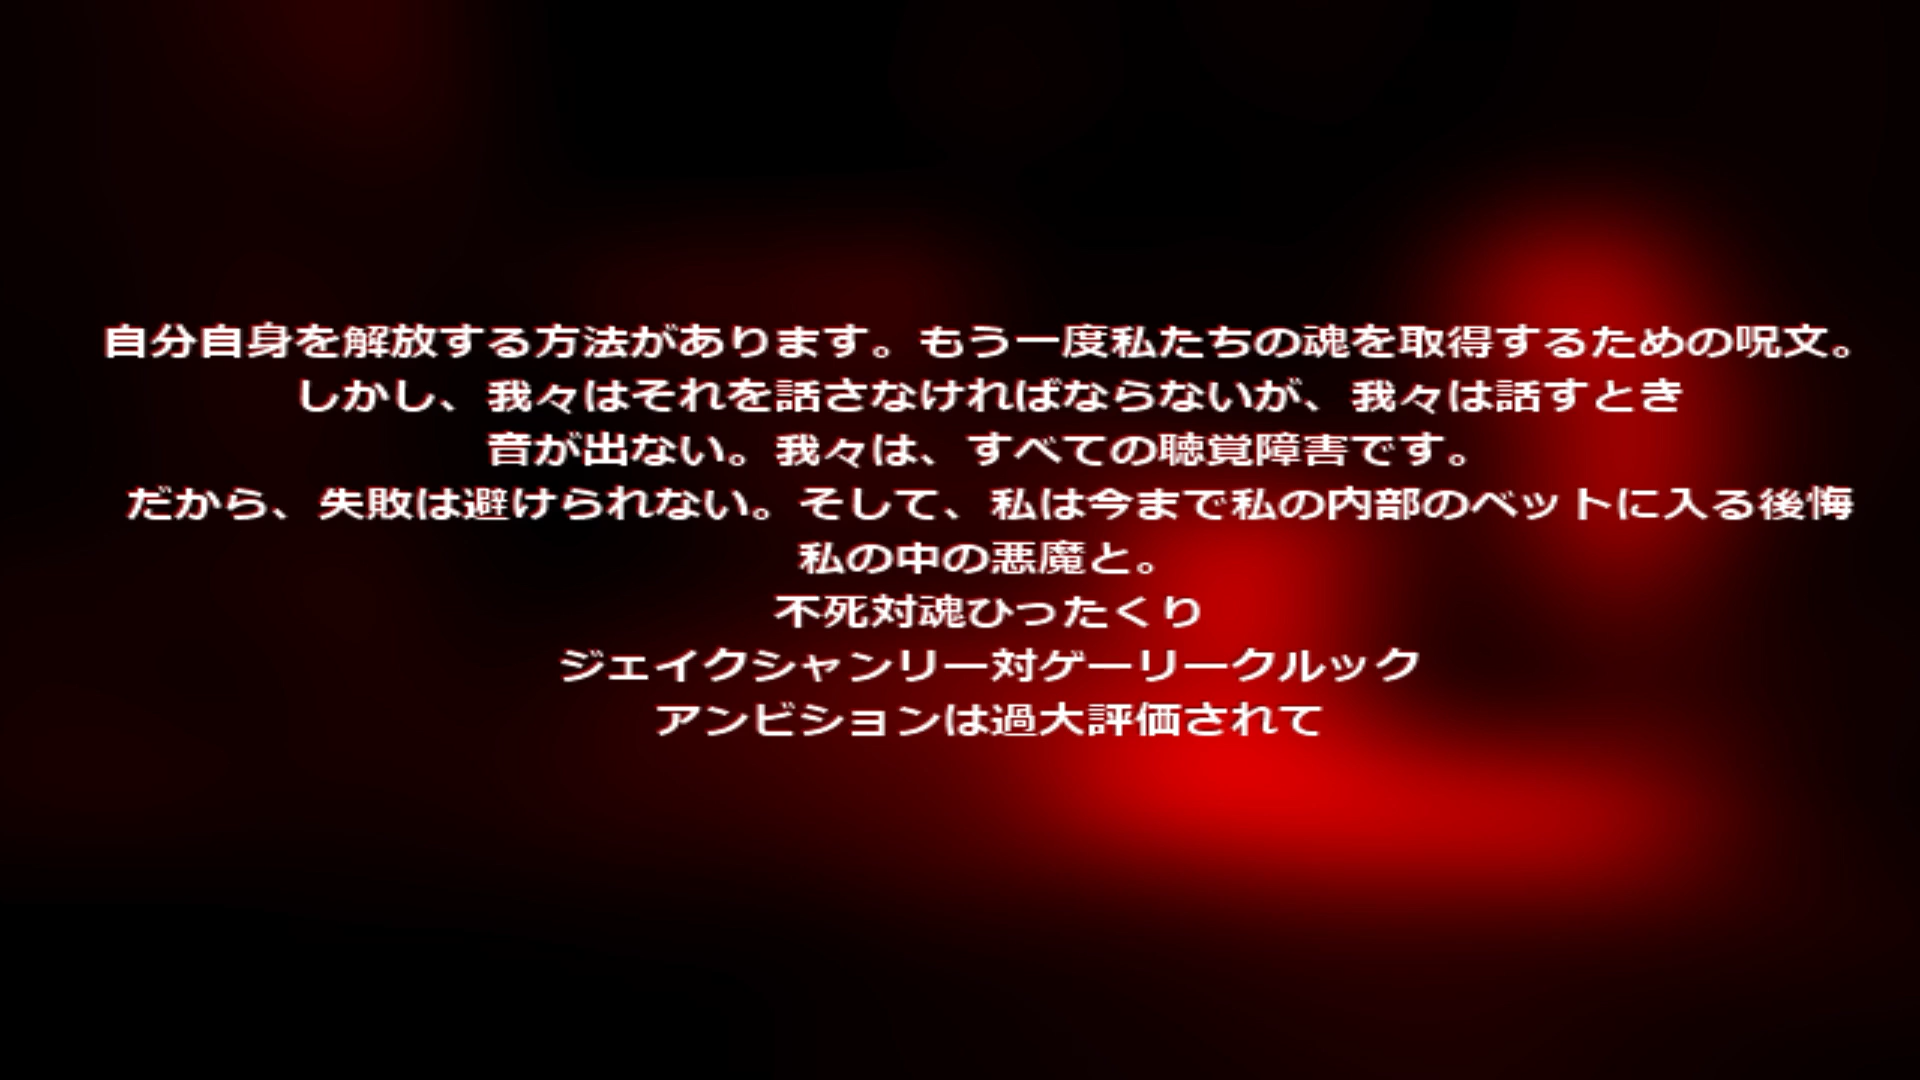 自分自身を解放する方法があります。もう一度私たちの魂を取得するための呪文。
しかし、我々はそれを話さなければならないが、我々は話すとき
音が出ない。我々は、すべての聴覚障害です。
だから、失敗は避けられない。そして、私は今まで私の内部のベットに入る後悔
私の中の悪魔と。
不死対魂ひったくり
ジェイクシャンリー対ゲーリークルック
アンビションは過大評価されて